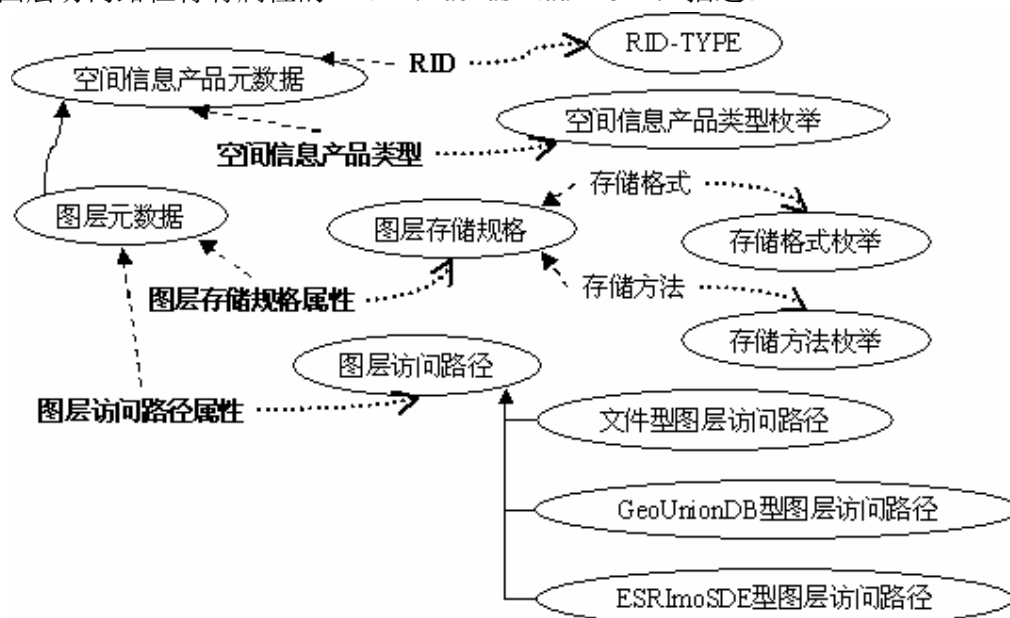 RID-TYPE
RID
空间信息产品元数据
空间信息产品类型枚举
空间信息产品类型
存储格式
图层元数据
图层存储规格
存储格式枚举
存储方法
图层存储规格属性
存储方法枚举
图层访问路径
图层访问路径属性
文件型图层访问路径
GeoUnionDB型图层访问路径
ESRImoSDE型图层访问路径